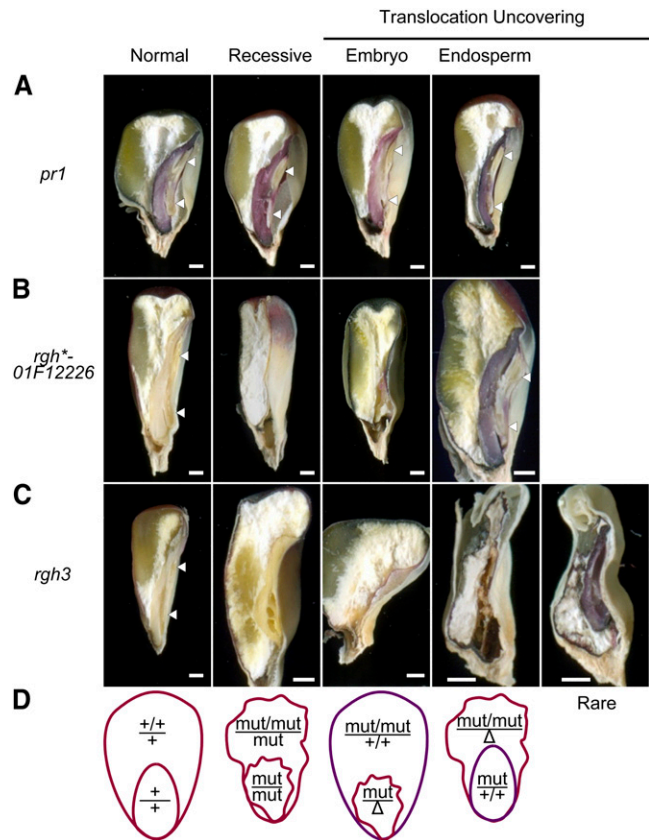 Translocation Uncovering
Normal Recessive Embryo Endosperm
A
pr1
B
rgh*-
01F12226
C
rgh3
D
Rare
+/+
+
+
+
mut/mut
mut
mut
mut
mut/mut
+/+
mut
Δ
mut/mut
Δ
mut
+/+